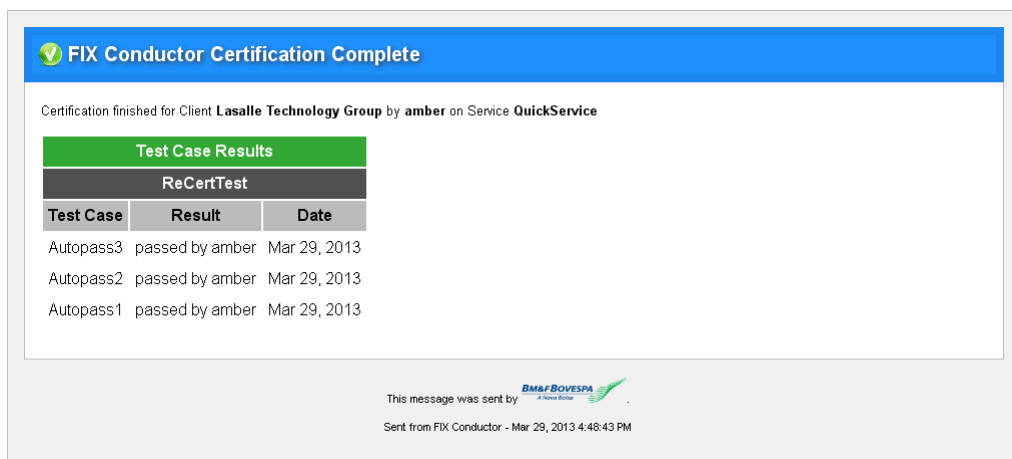 FIX Conductor Certification Complete
Certification finished for Client Lasalle Technology Group by amber on Service QuickService
Test Case Results
ReCertTest
Test Case Result Date
Autopass3 passed by amber Mar 29, 2013
Autopass2 passed by amber Mar 29, 2013
Autopass1 passed by amber Mar 29, 2013
BM&FBOVESPA
A Nova Bolsa
This message was sent by .
Sent from FIX Conductor - Mar 29, 2013 4:48:43 PM